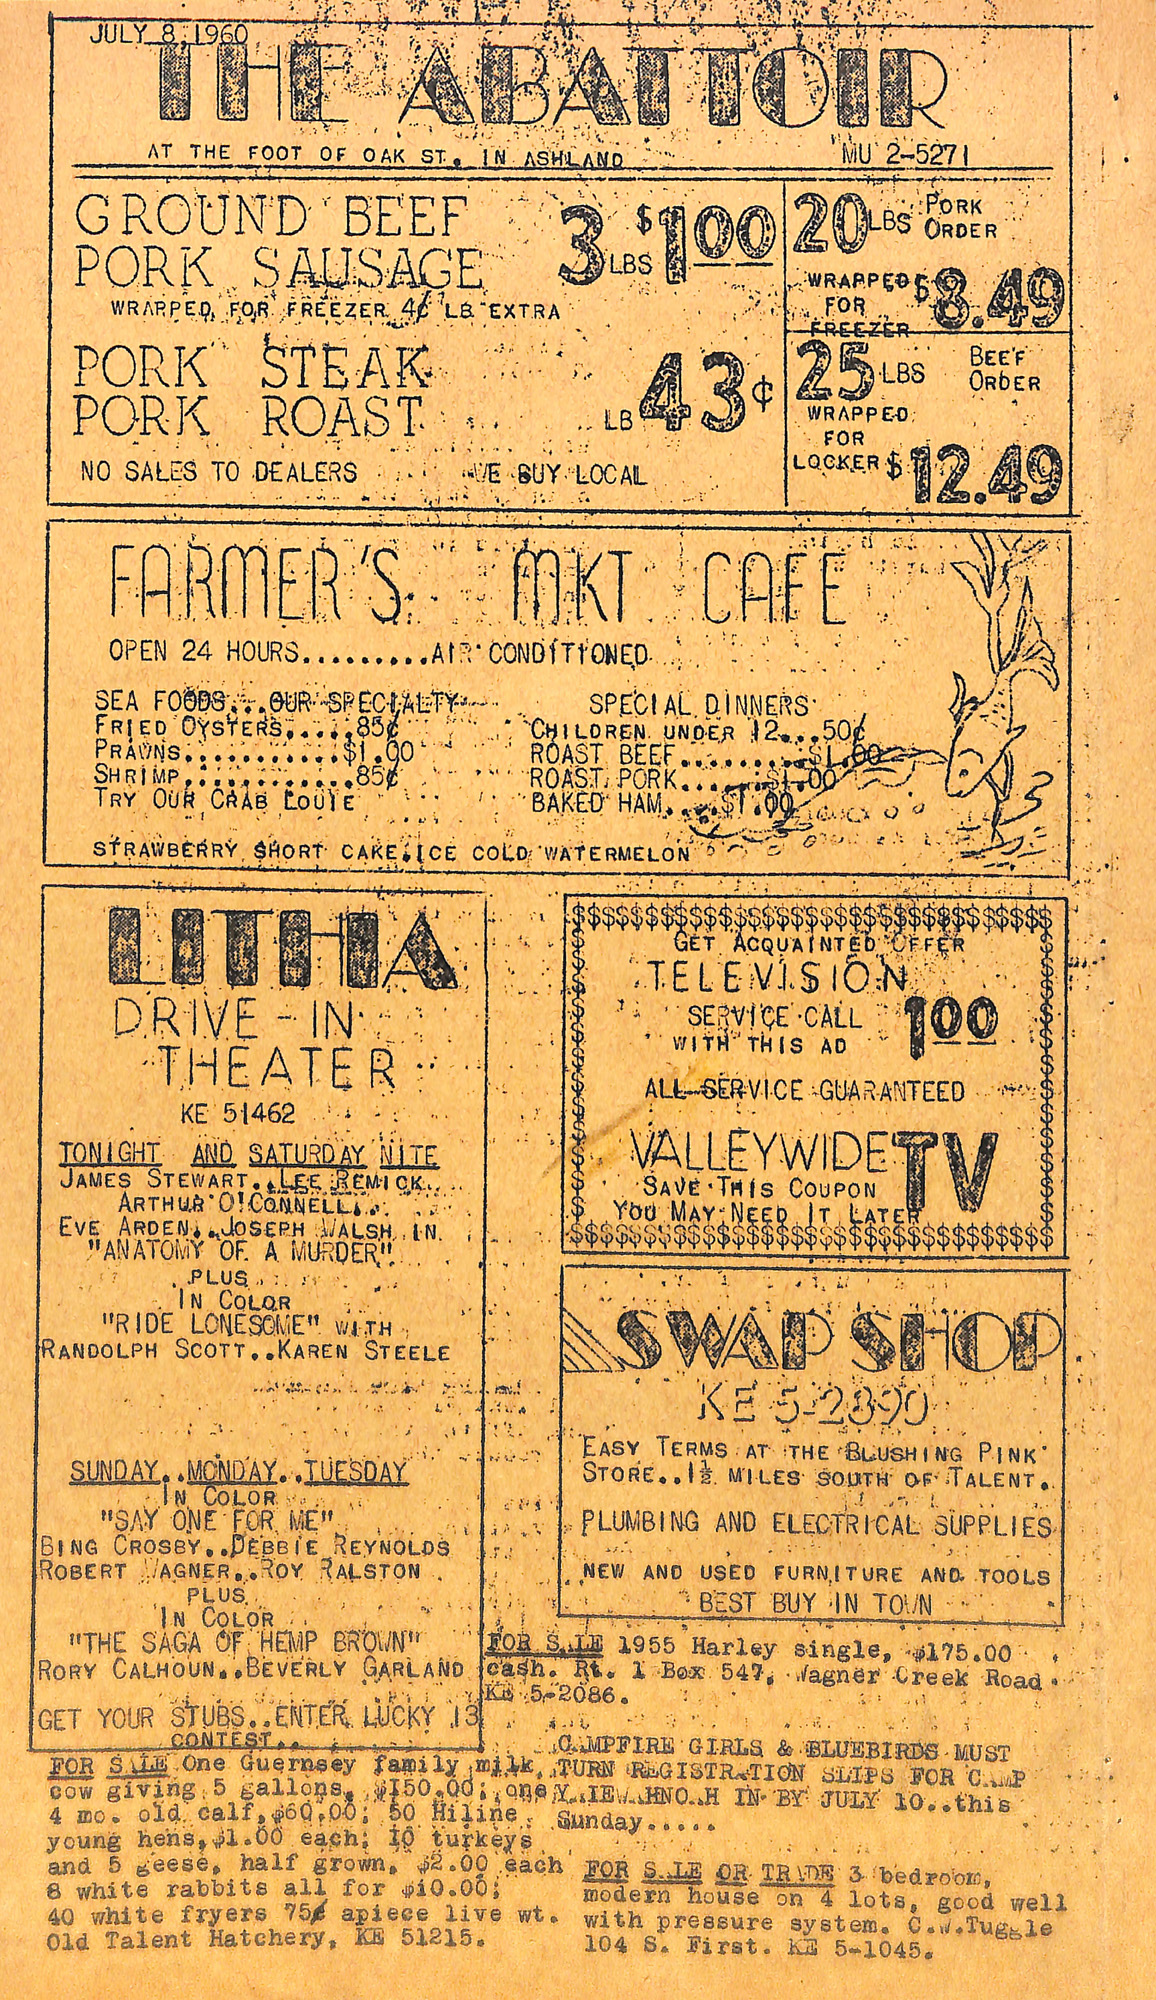 JULY 8, 1960
THE ABATTOIR
AT THE FOOT OF OAK ST. IN ASHLAND MU 2-5271
GROUND BEEF
PORK SAUSAGE
3 LBS $1.00
WRAPPED FOR FREEZER 4¢ LB EXTRA
PORK STEAK
PORK ROAST
LB 43¢
NO SALES TO DEALERS WE BUY LOCAL
20 LBS PORK
ORDER
WRAPPED
FOR
FREEZER
$8.49
25 LBS BEEF
ORDER
WRAPPED
FOR
LOCKER $12.49
FARMER'S MKT CAFE
OPEN 24 HOURS.........AIR CONDITIONED
SEA FOODS...OUR SPECIALTY
FRIED OYSTERS.....85¢
PRAWNS...........$1.00
SHRIMP............85¢
TRY OUR CRAB LOUIE
SPECIAL DINNERS
CHILDREN UNDER 12...50¢
ROAST BEEF.........$1.00
ROAST PORK......$1.00
BAKED HAM....$1.00
STRAWBERRY SHORT CAKE.ICE COLD WATERMELON
LITHIA
DRIVE-IN
THEATER
KE 51462
TONIGHT AND SATURDAY NITE
JAMES STEWART..LEE REMICK
ARTHUR O'CONNELL..
EVE ARDEN..JOSEPH WALSH IN
"ANATOMY OF A MURDER"
PLUS
IN COLOR
"RIDE LONESOME" WITH
RANDOLPH SCOTT..KAREN STEELE
SUNDAY..MONDAY..TUESDAY
IN COLOR
"SAY ONE FOR ME"
BING CROSBY..DEBBIE REYNOLDS
ROBERT WAGNER..ROY RALSTON
PLUS
IN COLOR
"THE SAGA OF HEMP BROWN"
RORY CALHOUN..BEVERLY GARLAND
GET YOUR STUBS..ENTER LUCKY 13
CONTEST..
$$$$$$$$$$$$$$$$$$$$$$$$$$$$$$$$$
GET ACQUAINTED OFFER
TELEVISION
SERVICE CALL
WITH THIS AD
1.00
ALL SERVICE GUARANTEED
VALLEYWIDE TV
SAVE THIS COUPON
YOU MAY NEED IT LATER
$$$$$$$$$$$$$$$$$$$$$$$$$$$$$$$$$
SWAP SHOP
KE 5-2890
EASY TERMS AT THE BLUSHING PINK
STORE..1½ MILES SOUTH OF TALENT.
PLUMBING AND ELECTRICAL SUPPLIES
NEW AND USED FURNITURE AND TOOLS
BEST BUY IN TOWN
FOR SALE 1955 Harley single, $175.00
cash. Rt. 1 Box 547, Wagner Creek Road
KE 5-2086.
FOR SALE One Guernsey family milk
cow giving 5 gallons, $150.00; one
4 mo. old calf,$60.00; 50 Hiline
young hens,$1.00 each; 10 turkeys
and 5 geese, half grown, $2.00 each
8 white rabbits all for $10.00;
40 white fryers 75¢ apiece live wt.
Old Talent Hatchery, KE 51215.
CAMPFIRE GIRLS & BLUEBIRDS MUST
TURN REGISTRATION SLIPS FOR CAMP
YAIEWAHNOAH IN BY JULY 10..this
Sunday.....
FOR SALE OR TRADE 3 bedroom,
modern house on 4 lots, good well
with pressure system. C.W.Tuggle
104 S. First. KE 5-1045.